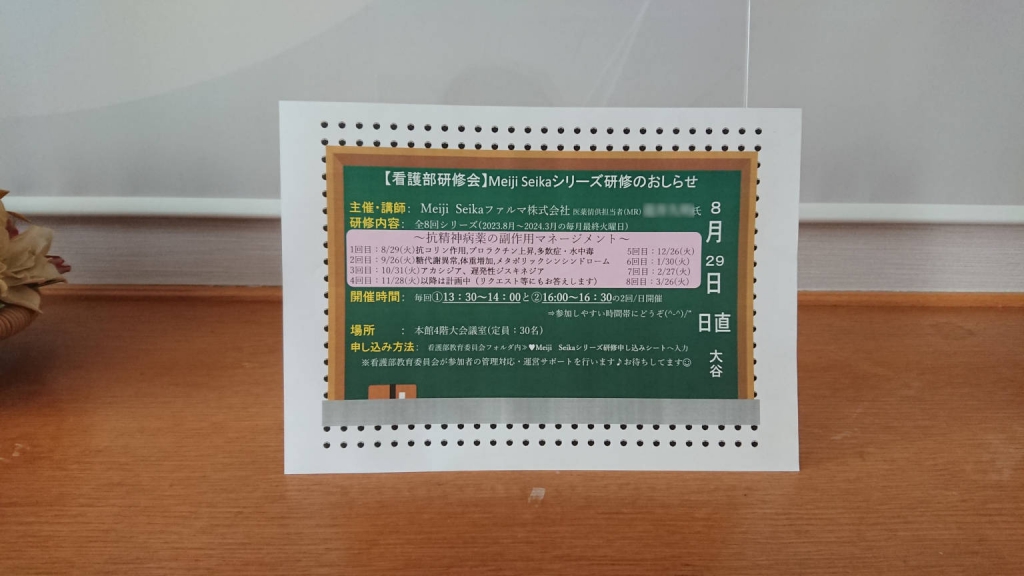 【看護部研修会】Meiji Seikaシリーズ研修のおしらせ
主催・講師： Meiji Seikaファルマ株式会社 医薬情供担当者(MR) 氏
研修内容： 全8回シリーズ(2023.8月～2024.3月の毎月最終火曜日)
～抗精神病薬の副作用マネージメント～
1回目：8/29(火)抗コリン作用,プロラクチン上昇,多飲症・水中毒 5回目：12/26(火)
2回目：9/26(火)糖代謝異常,体重増加,メタボリックシンシンドローム 6回目：1/30(火)
3回目：10/31(火)アカシジア、遅発性ジスキネジア 7回目：2/27(火)
4回目：11/28(火)以降は計画中（リクエスト等にもお答えします） 8回目：3/26(火)
開催時間： 毎回①13：30～14：00と②16:00～16：30の2回/日開催
⇒参加しやすい時間帯にどうぞ(^-^)/"
場所 ： 本館4階大会議室(定員：30名)
申し込み方法： 看護部教育委員会フォルダ内≫♥Meiji Seikaシリーズ研修申し込みシートへ入力
※看護部教育委員会が参加者の管理対応・運営サポートを行います♪お待ちしてます☺
8月29日
日直
大谷